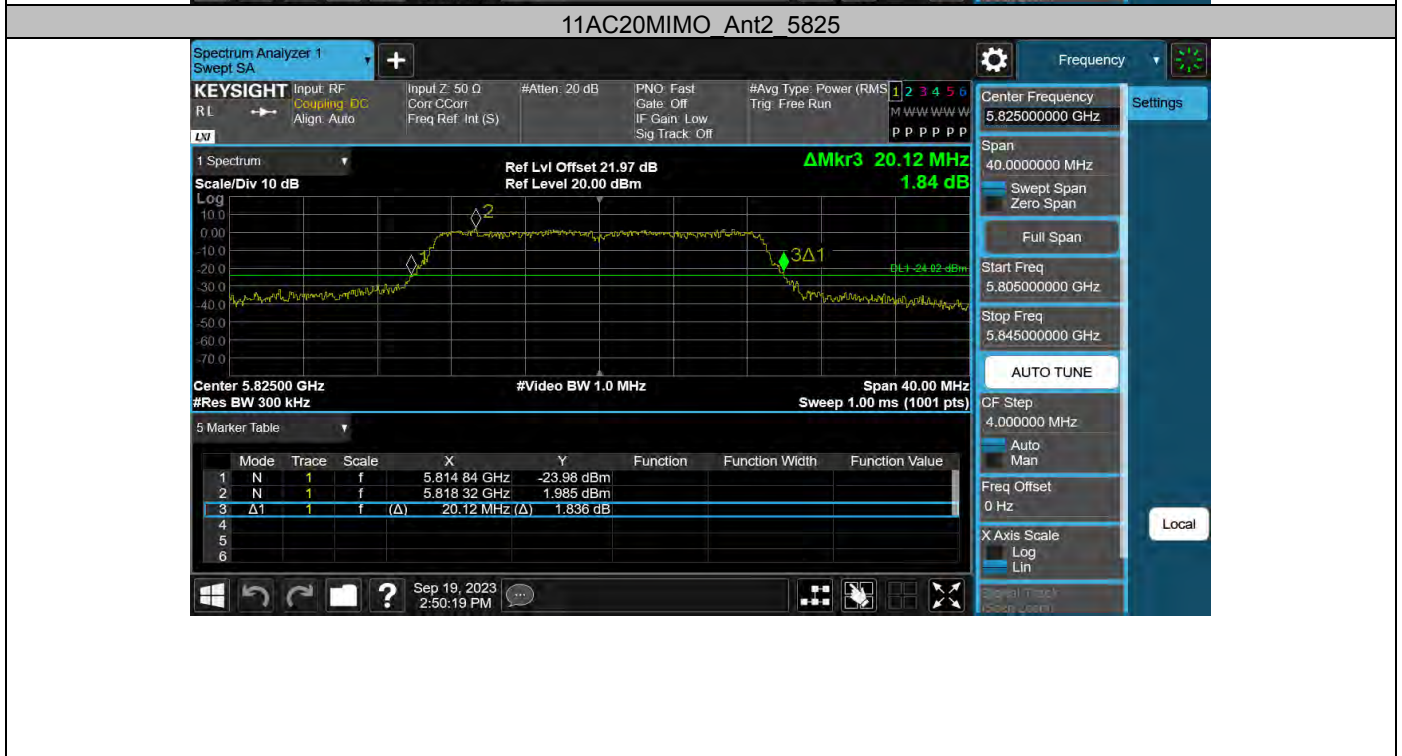 11AC20MIMO_Ant2_5825
Spectrum Analyzer 1
Swept SA
Frequency
KEYSIGHT
RL
LXI
Input: RF
Coupling: DC
Align: Auto
Input Z: 50 Ω
Corr CCorr
Freq Ref: Int (S)
#Atten: 20 dB
PNO: Fast
Gate: Off
IF Gain: Low
Sig Track: Off
#Avg Type: Power (RMS
Trig: Free Run
1 2 3 4 5 6
M W W W W W
P P P P P P
1 Spectrum
Scale/Div 10 dB
Ref Lvl Offset 21.97 dB
Ref Level 20.00 dBm
ΔMkr3 20.12 MHz
1.84 dB
Log
10.0
0.00
-10.0
-20.0
-30.0
-40.0
-50.0
-60.0
-70.0
2
1
3Δ1
DL1 -24.02 dBm
Center 5.82500 GHz
#Res BW 300 kHz
#Video BW 1.0 MHz
Span 40.00 MHz
Sweep 1.00 ms (1001 pts)
5 Marker Table
Mode Trace Scale X Y Function Function Width Function Value
1 N 1 f 5.814 84 GHz -23.98 dBm
2 N 1 f 5.818 32 GHz 1.985 dBm
3 Δ1 1 f (Δ) 20.12 MHz (Δ) 1.836 dB
4
5
6
Sep 19, 2023
2:50:19 PM
Center Frequency
5.825000000 GHz
Settings
Span
40.0000000 MHz
Swept Span
Zero Span
Full Span
Start Freq
5.805000000 GHz
Stop Freq
5.845000000 GHz
AUTO TUNE
CF Step
4.000000 MHz
Auto
Man
Freq Offset
0 Hz
Local
X Axis Scale
Log
Lin
Signal Track
(Span Zoom)